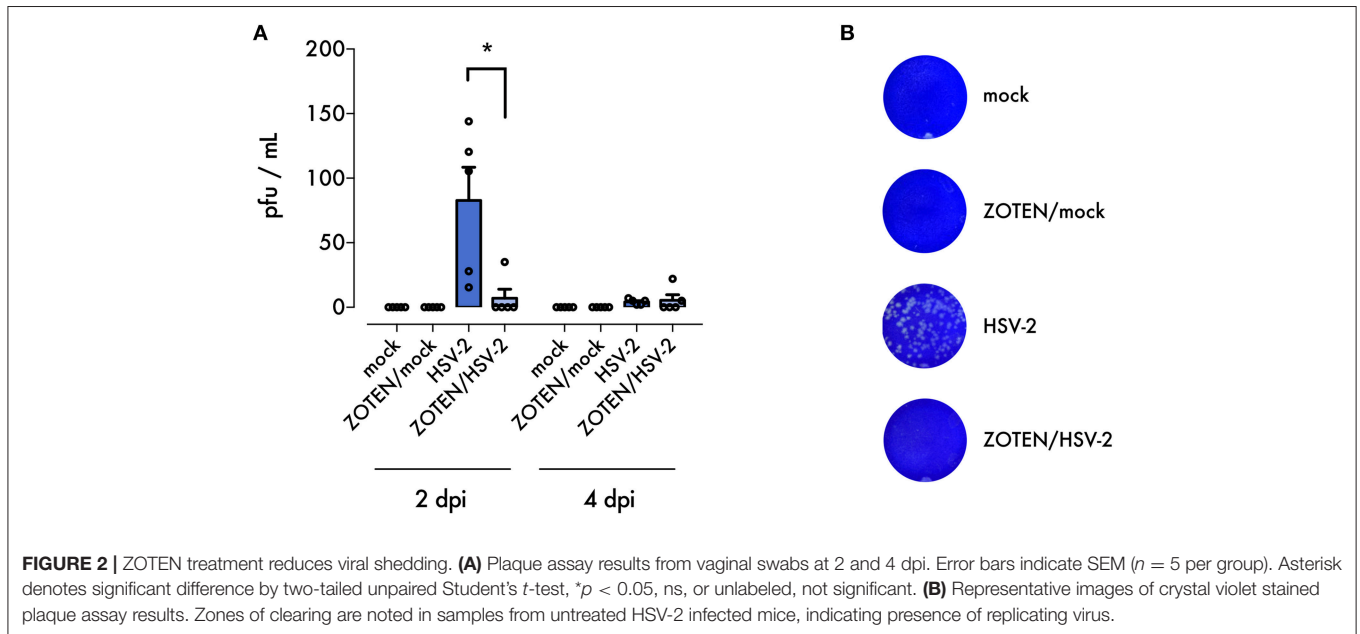 A
200
150
100
50
0
pfu / mL
*
mock
ZOTEN/mock
HSV-2
ZOTEN/HSV-2
mock
ZOTEN/mock
HSV-2
ZOTEN/HSV-2
2 dpi
4 dpi
B
mock
ZOTEN/mock
HSV-2
ZOTEN/HSV-2
FIGURE 2 | ZOTEN treatment reduces viral shedding. (A) Plaque assay results from vaginal swabs at 2 and 4 dpi. Error bars indicate SEM (n = 5 per group). Asterisk
denotes significant difference by two-tailed unpaired Student's t-test, *p < 0.05, ns, or unlabeled, not significant. (B) Representative images of crystal violet stained
plaque assay results. Zones of clearing are noted in samples from untreated HSV-2 infected mice, indicating presence of replicating virus.